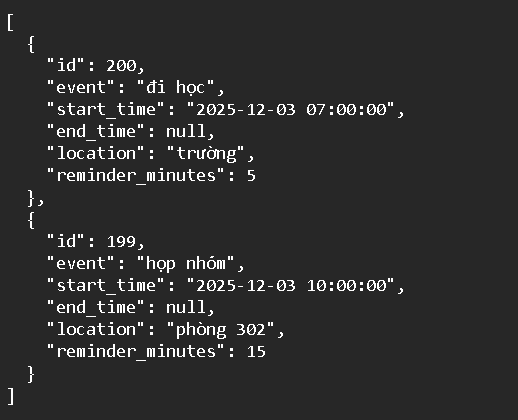 [
  {
    "id": 200,
    "event": "đi học",
    "start_time": "2025-12-03 07:00:00",
    "end_time": null,
    "location": "trường",
    "reminder_minutes": 5
  },
  {
    "id": 199,
    "event": "họp nhóm",
    "start_time": "2025-12-03 10:00:00",
    "end_time": null,
    "location": "phòng 302",
    "reminder_minutes": 15
  }
]